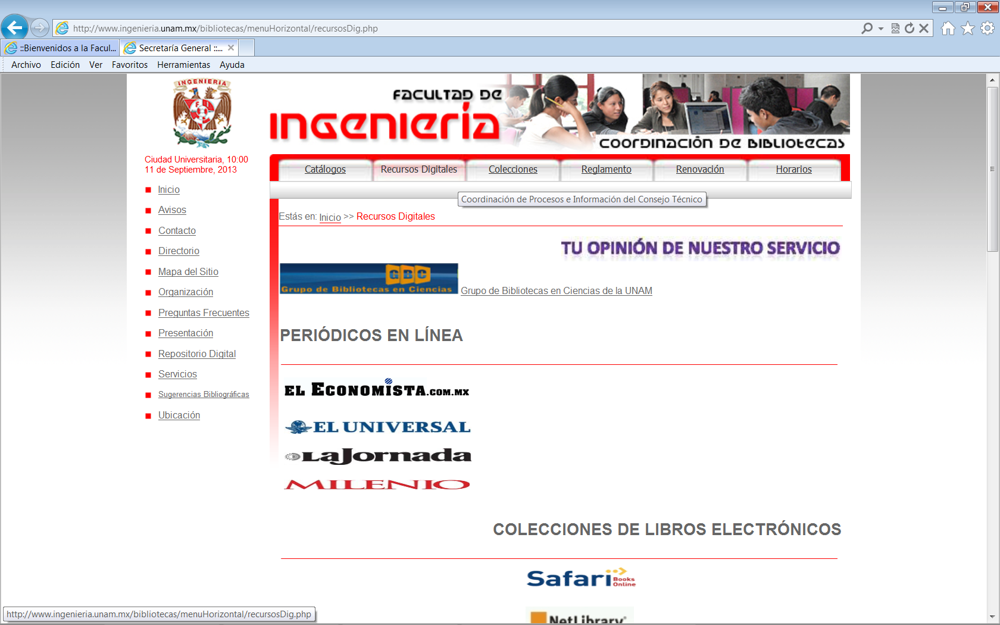 http://www.ingenieria.unam.mx/bibliotecas/menuHorizontal/recursosDig.php
::Bienvenidos a la Facul...
Secretaría General ::...
Archivo Edición Ver Favoritos Herramientas Ayuda
INGENIERIA
FACULTAD DE
INGENIERÍA
COORDINACIÓN DE BIBLIOTECAS
Ciudad Universitaria, 10:00
11 de Septiembre, 2013
Catálogos Recursos Digitales Colecciones Reglamento Renovación Horarios
Coordinación de Procesos e Información del Consejo Técnico
Inicio
Avisos
Contacto
Directorio
Mapa del Sitio
Organización
Preguntas Frecuentes
Presentación
Repositorio Digital
Servicios
Sugerencias Bibliográficas
Ubicación
Estás en: Inicio >> Recursos Digitales
TU OPINIÓN DE NUESTRO SERVICIO
GBC
Grupo de Bibliotecas en Ciencias
Grupo de Bibliotecas en Ciencias de la UNAM
PERIÓDICOS EN LÍNEA
EL ECONOMISTA.COM.MX
EL UNIVERSAL
La Jornada
MILENIO
COLECCIONES DE LIBROS ELECTRÓNICOS
Safari Books Online
NetLibrary
http://www.ingenieria.unam.mx/bibliotecas/menuHorizontal/recursosDig.php